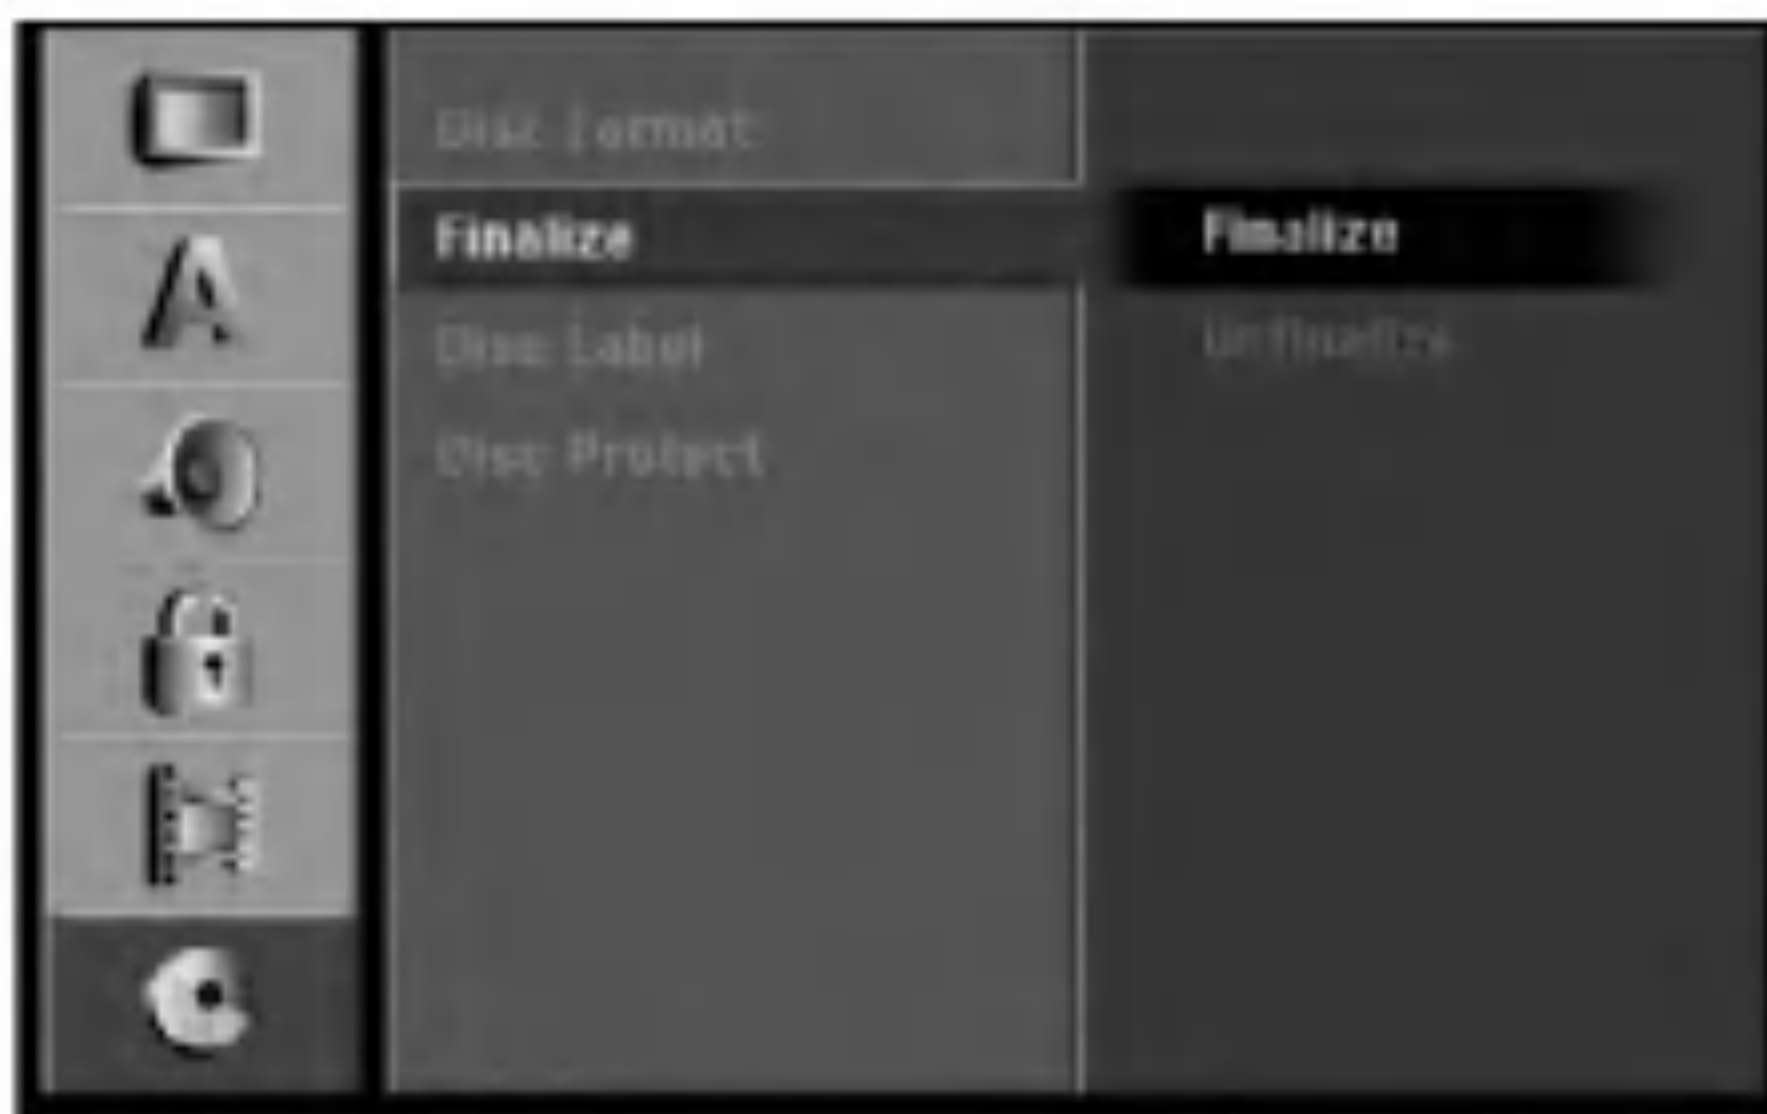 Disc Format
Finalize
Disc Label
Disc Protect
Finalize
Unfinalize